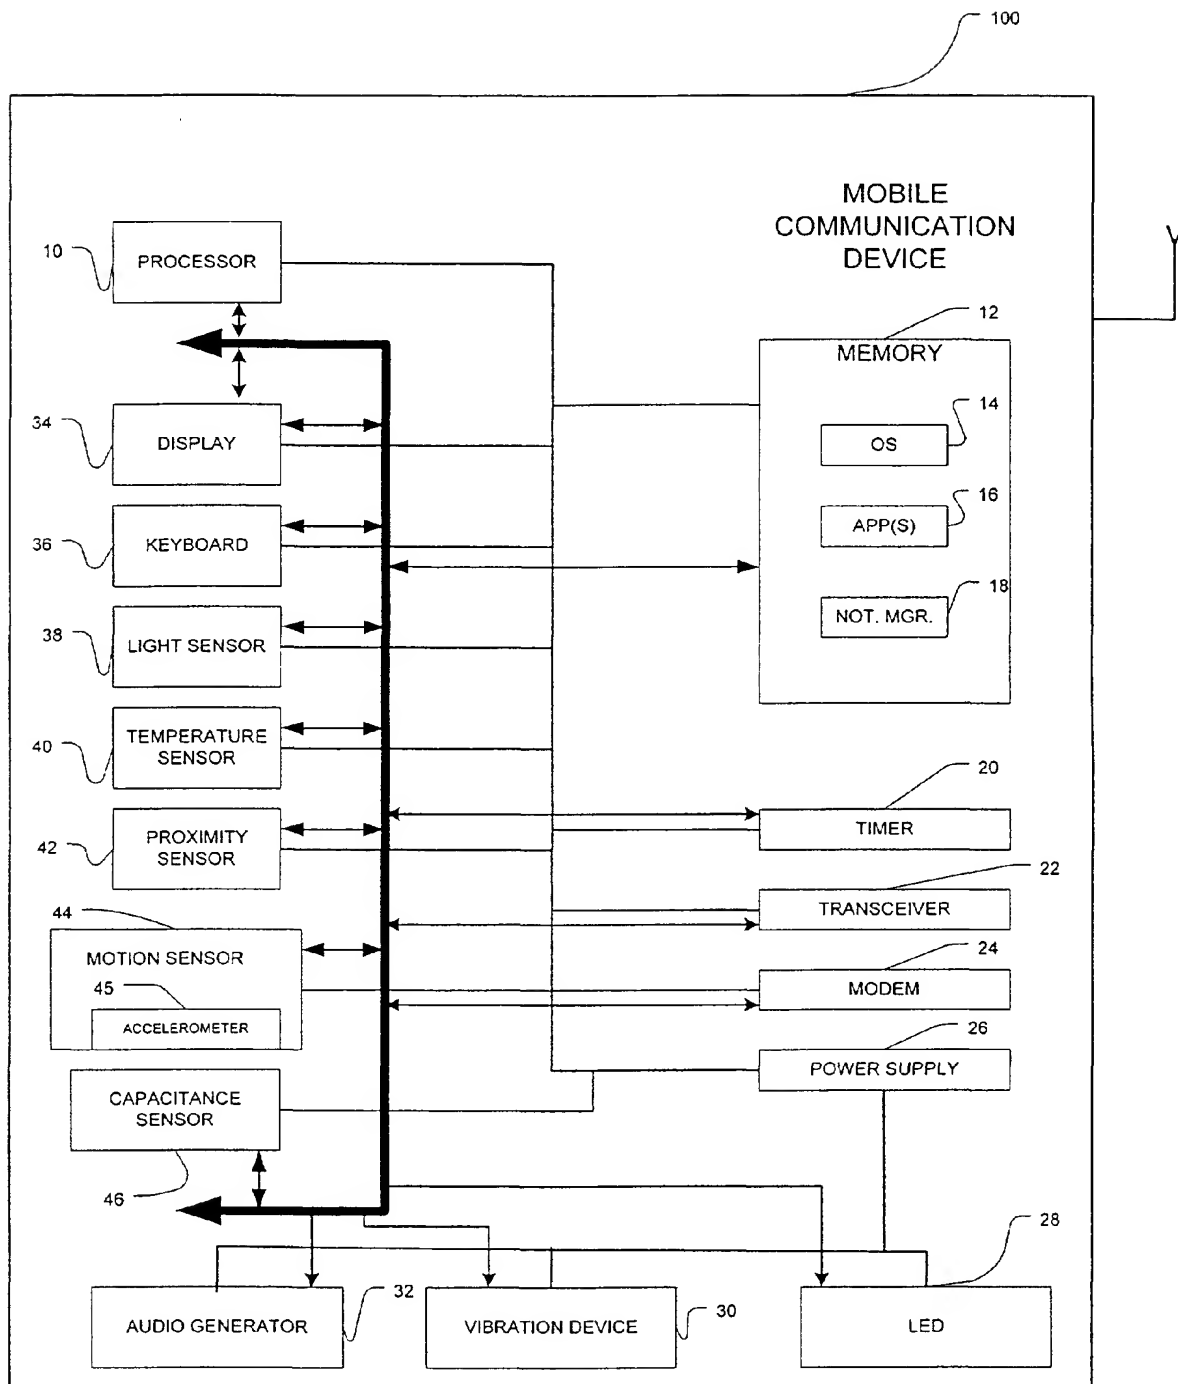 100
MOBILE
COMMUNICATION
DEVICE
10
PROCESSOR
12
MEMORY
14
OS
34
DISPLAY
16
APP(S)
36
KEYBOARD
18
NOT. MGR.
38
LIGHT SENSOR
40
TEMPERATURE
SENSOR
20
TIMER
42
PROXIMITY
SENSOR
22
TRANSCEIVER
44
MOTION SENSOR
45
ACCELEROMETER
24
MODEM
26
POWER SUPPLY
CAPACITANCE
SENSOR
46
28
AUDIO GENERATOR
32
VIBRATION DEVICE
30
LED